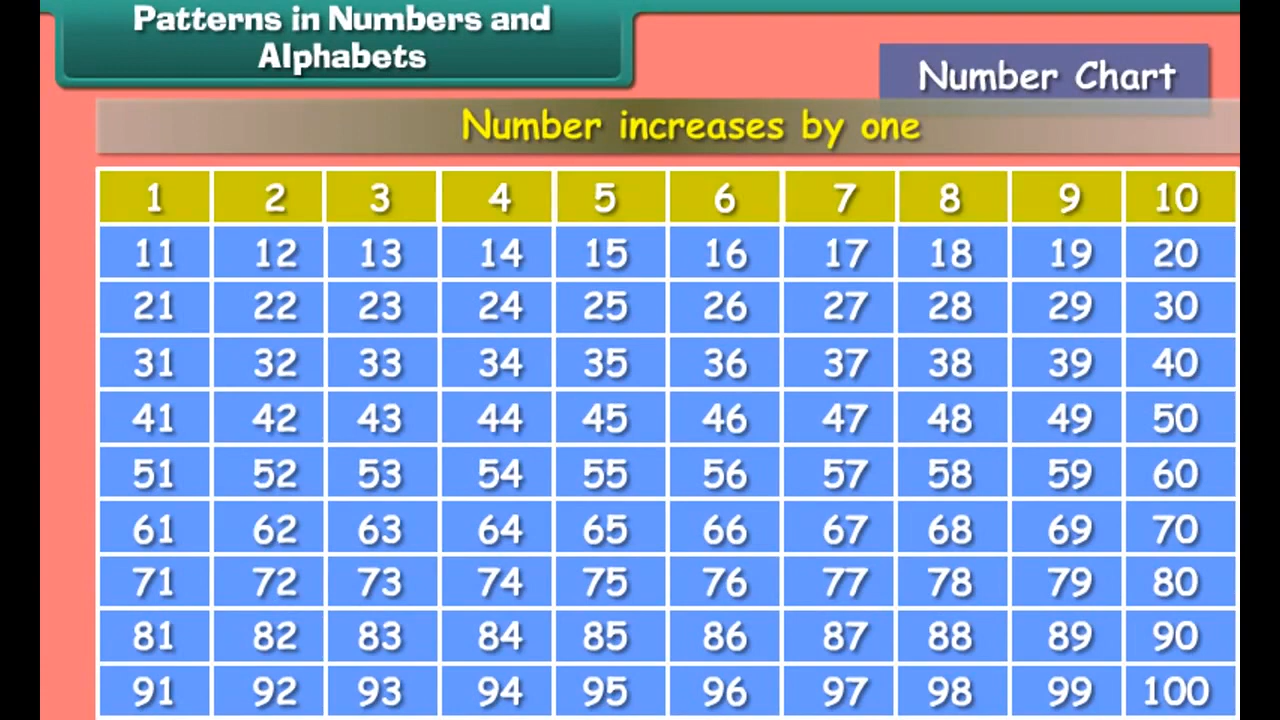 Patterns in Numbers and
Alphabets
Number Chart
Number increases by one
1 2 3 4 5 6 7 8 9 10
11 12 13 14 15 16 17 18 19 20
21 22 23 24 25 26 27 28 29 30
31 32 33 34 35 36 37 38 39 40
41 42 43 44 45 46 47 48 49 50
51 52 53 54 55 56 57 58 59 60
61 62 63 64 65 66 67 68 69 70
71 72 73 74 75 76 77 78 79 80
81 82 83 84 85 86 87 88 89 90
91 92 93 94 95 96 97 98 99 100